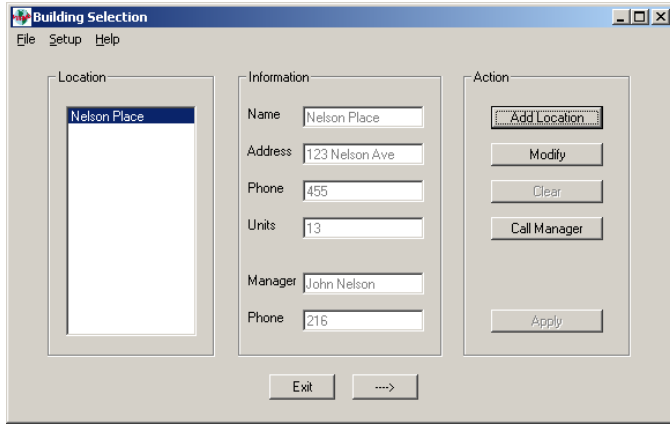 Building Selection
File Setup Help
Location
Nelson Place
Information
Name Nelson Place
Address 123 Nelson Ave
Phone 455
Units 13
Manager John Nelson
Phone 216
Action
Add Location
Modify
Clear
Call Manager
Apply
Exit ---->